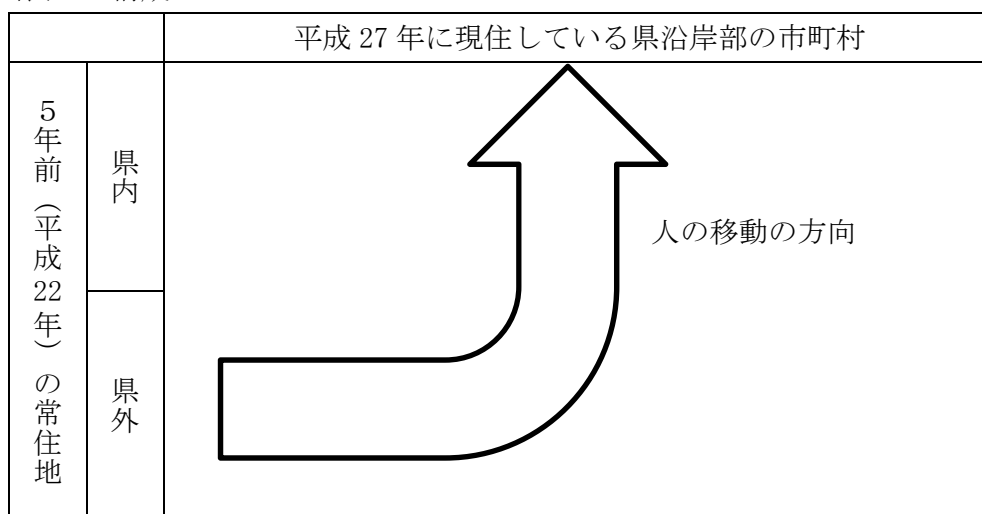 平成 27 年に現住している県沿岸部の市町村
５年前（平成22年）の常住地
県内
県外
人の移動の方向